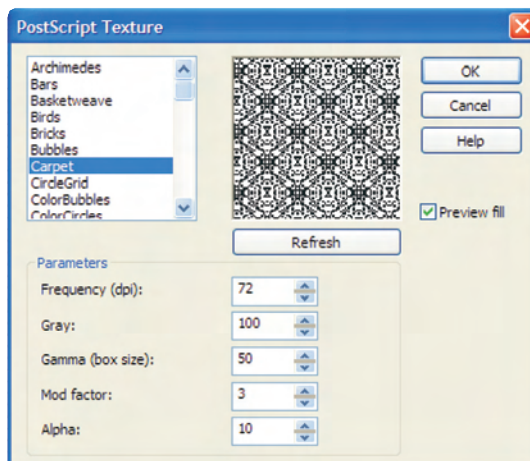 PostScript Texture
Archimedes
Bars
Basketweave
Birds
Bricks
Bubbles
Carpet
CircleGrid
ColorBubbles
ColorCircles
OK
Cancel
Help
Preview fill
Refresh
Parameters
Frequency (dpi): 72
Gray: 100
Gamma (box size): 50
Mod factor: 3
Alpha: 10